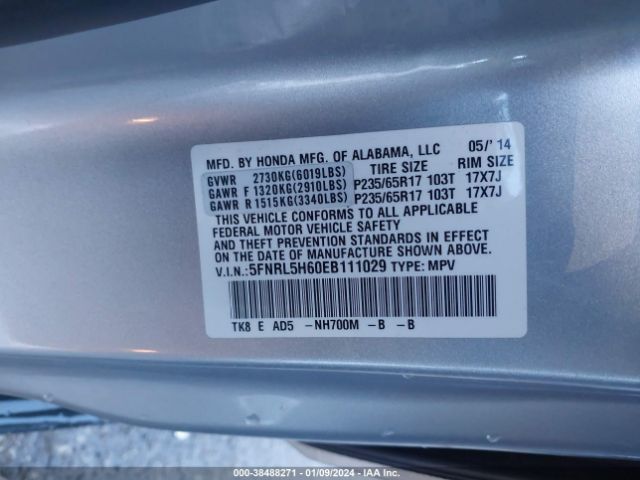 MFD. BY HONDA MFG. OF ALABAMA, LLC 05/' 14
TIRE SIZE RIM SIZE
GVWR 2730KG(6019LBS)
GAWR F 1320KG(2910LBS) P235/65R17 103T 17X7J
GAWR R 1515KG(3340LBS) P235/65R17 103T 17X7J
THIS VEHICLE CONFORMS TO ALL APPLICABLE
FEDERAL MOTOR VEHICLE SAFETY
AND THEFT PREVENTION STANDARDS IN EFFECT
ON THE DATE OF MANUFACTURE SHOWN ABOVE.
V.I.N.: 5FNRL5H60EB111029 TYPE: MPV
TK8 E AD5 -NH700M -B -B
000-38488271 - 01/09/2024 - IAA Inc.